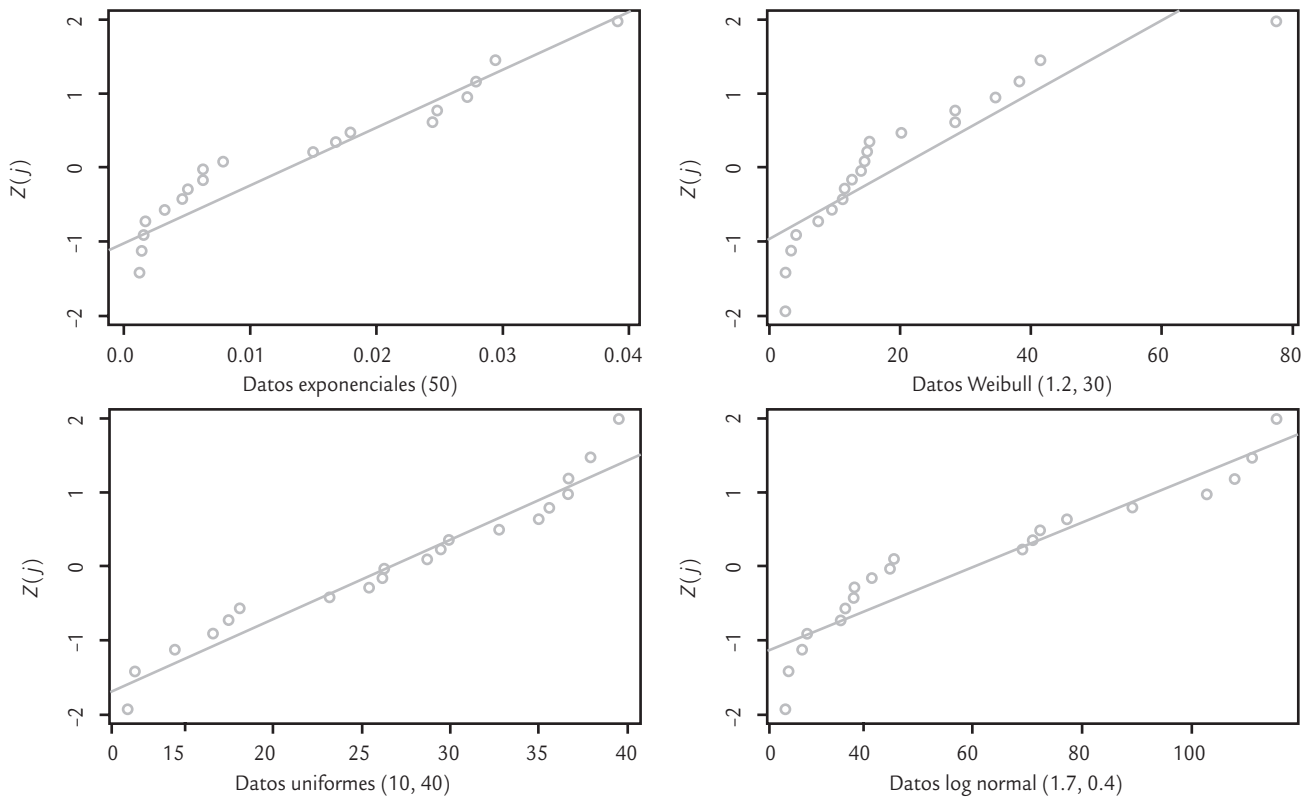 2
1
0
-1
-2
Z(j)
0.0 0.01 0.02 0.03 0.04
Datos exponenciales (50)
2
1
0
-1
-2
Z(j)
0 20 40 60 80
Datos Weibull (1.2, 30)
2
1
0
-1
-2
Z(j)
0 15 20 25 30 35 40
Datos uniformes (10, 40)
2
1
0
-1
-2
Z(j)
0 40 60 80 100
Datos log normal (1.7, 0.4)